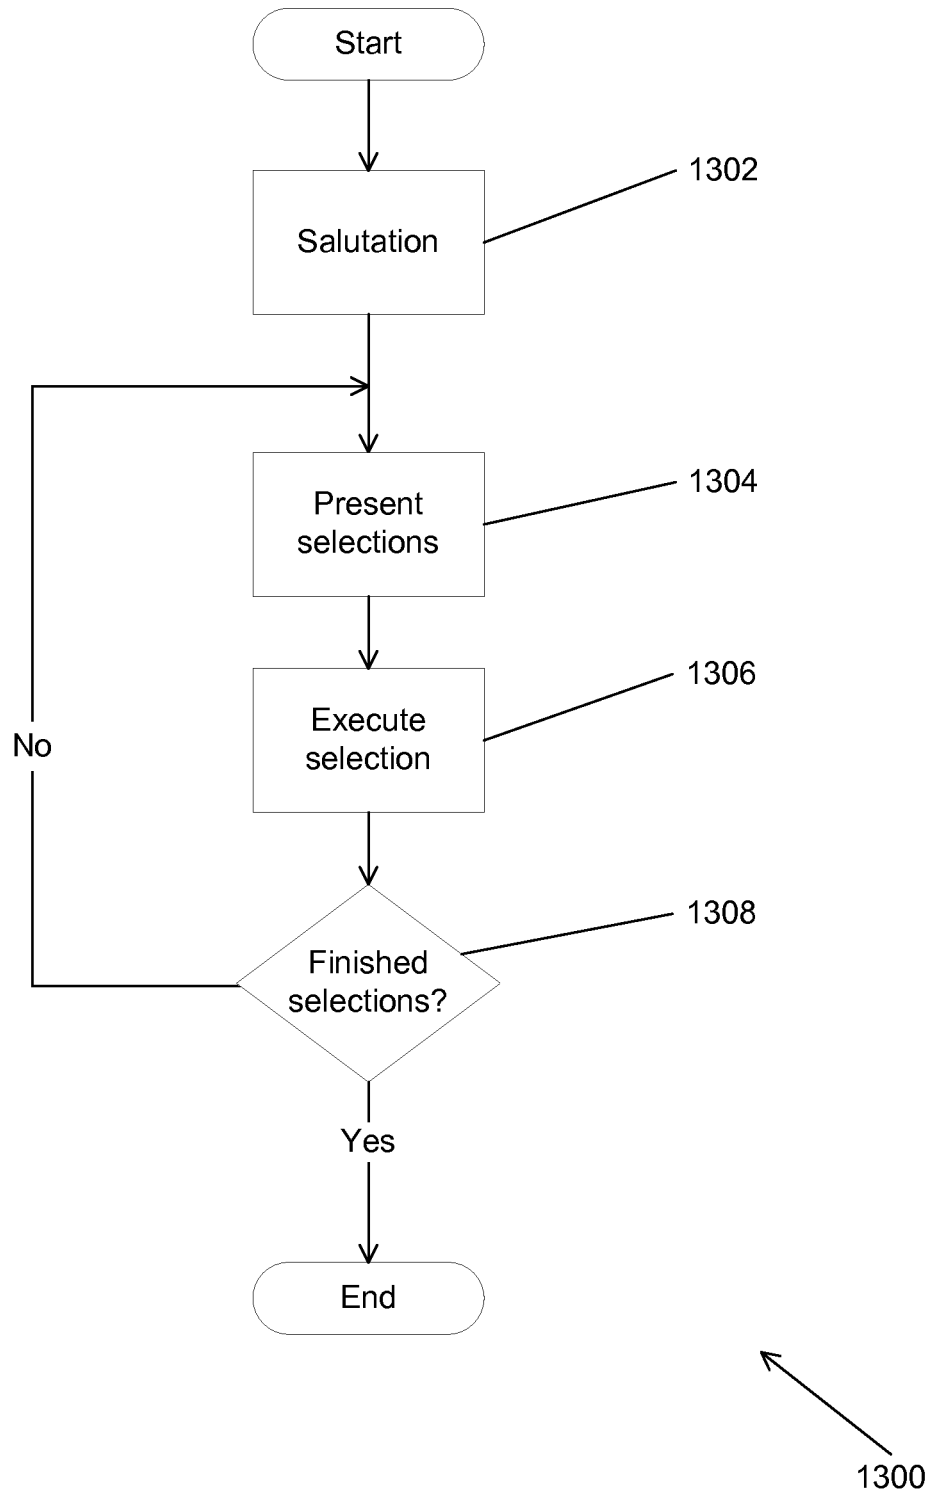 Start
1302
Salutation
1304
Present
selections
1306
Execute
selection
No
1308
Finished
selections?
Yes
End
1300